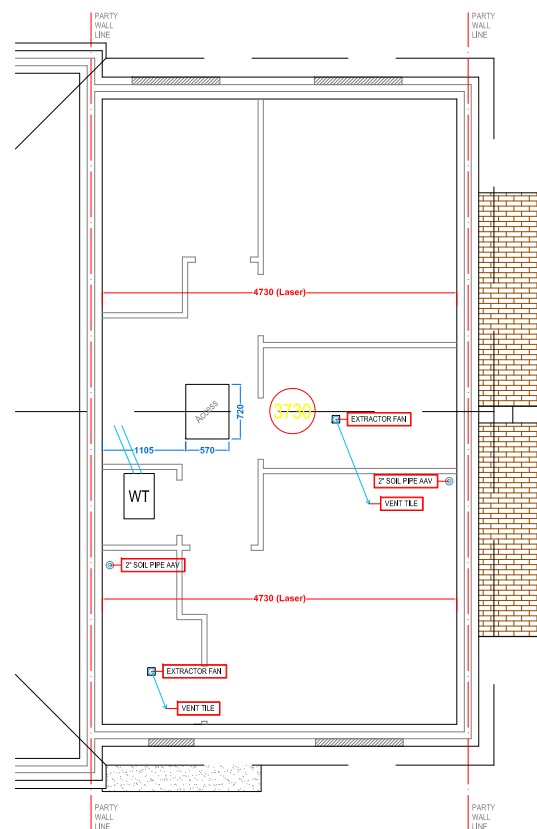 PARTY
WALL
LINE
PARTY
WALL
LINE
4730 (Laser)
Access
720
3730
EXTRACTOR FAN
1105
570
2" SOIL PIPE AAV
WT
VENT TILE
2" SOIL PIPE AAV
4730 (Laser)
EXTRACTOR FAN
VENT TILE
PARTY
WALL
LINE
PARTY
WALL
LINE